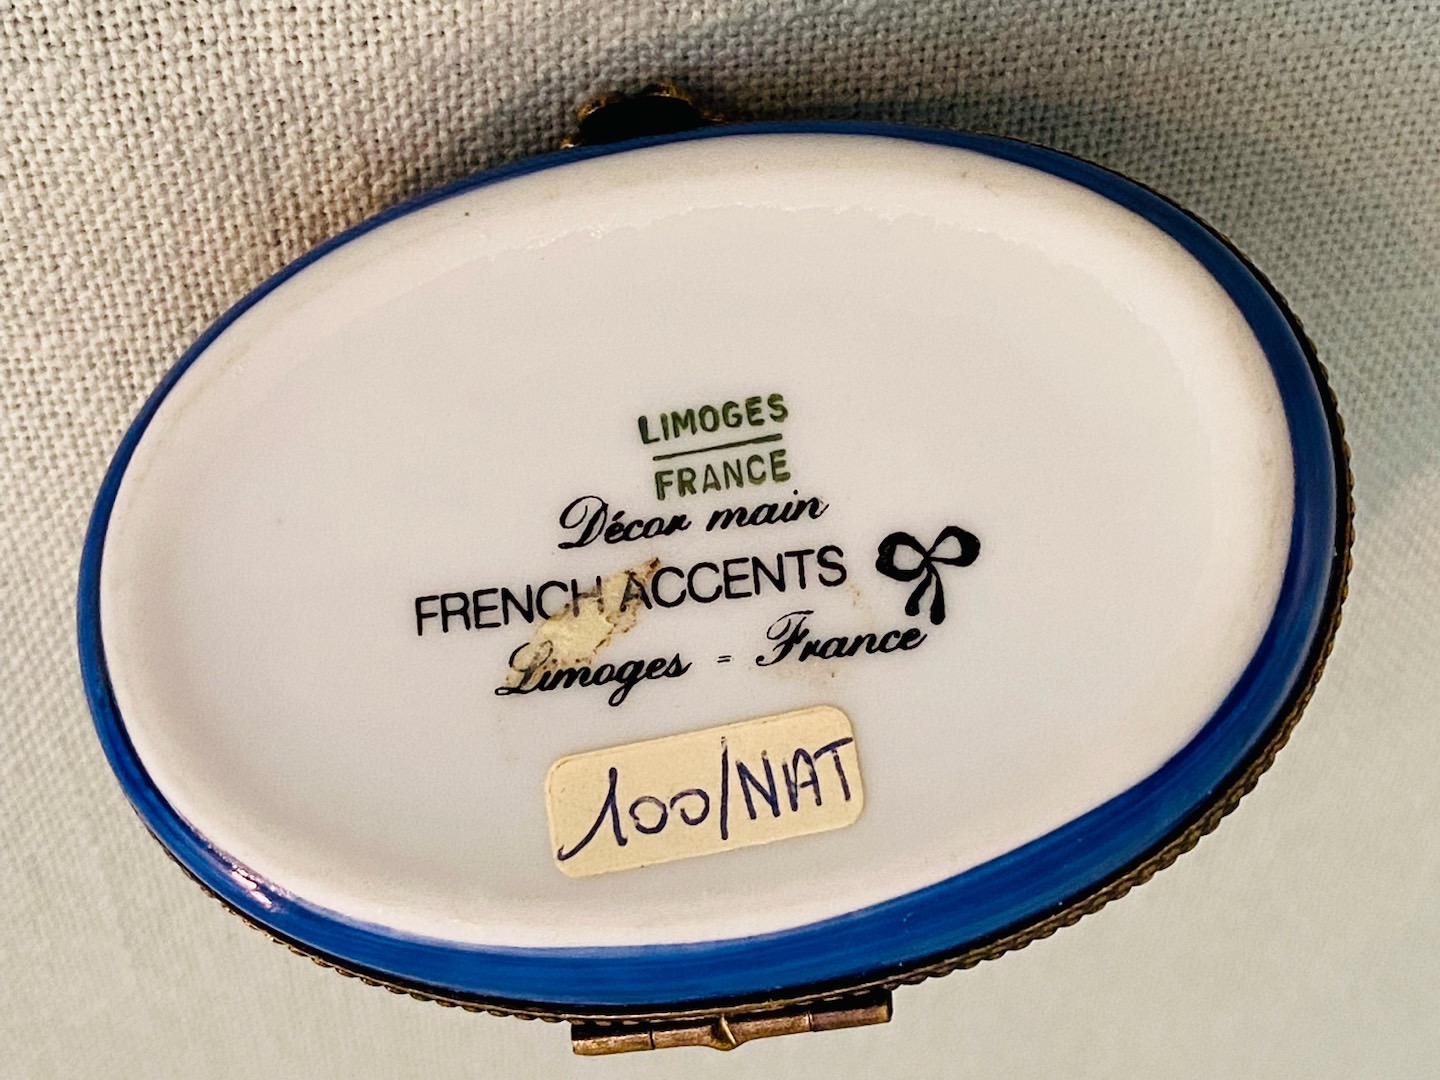 LIMOGES
FRANCE
Décor main
FRENCH ACCENTS
Limoges = France
100/NAT